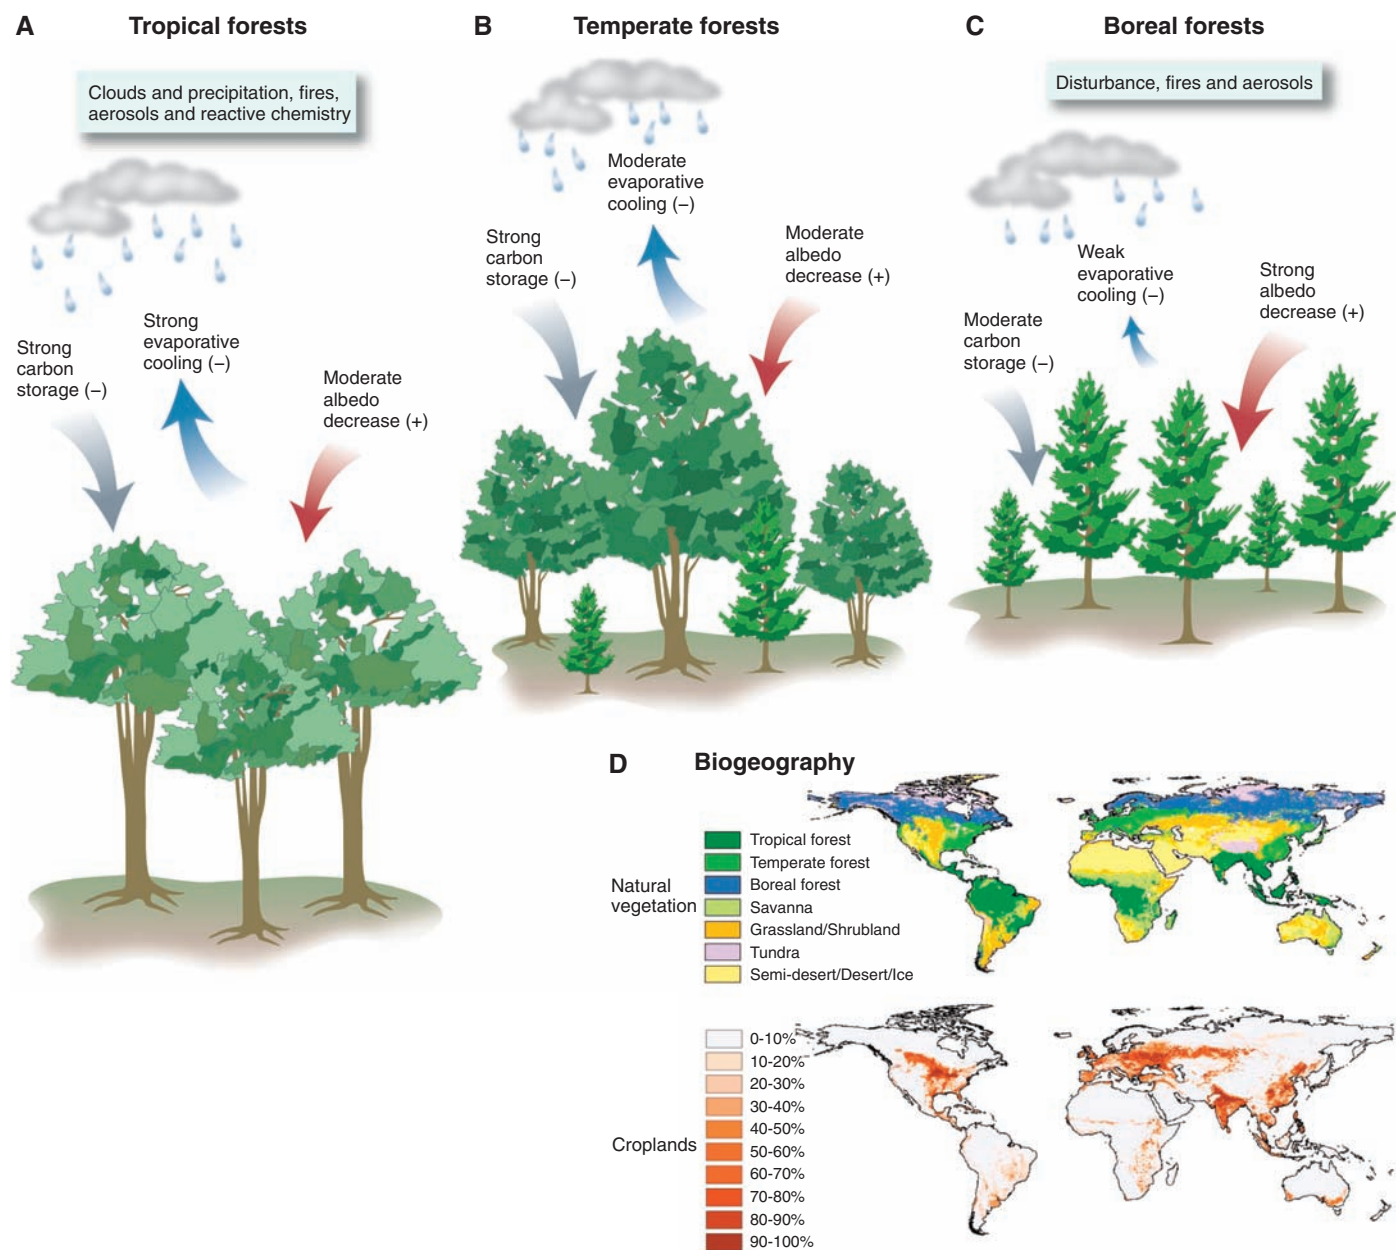 A Tropical forests
Clouds and precipitation, fires,
aerosols and reactive chemistry
Strong
carbon
storage (–)
Strong
evaporative
cooling (–)
Moderate
albedo
decrease (+)
B Temperate forests
Strong
carbon
storage (–)
Moderate
evaporative
cooling (–)
Moderate
albedo
decrease (+)
C Boreal forests
Disturbance, fires and aerosols
Moderate
carbon
storage (–)
Weak
evaporative
cooling (–)
Strong
albedo
decrease (+)
D Biogeography
Natural
vegetation
Tropical forest
Temperate forest
Boreal forest
Savanna
Grassland/Shrubland
Tundra
Semi-desert/Desert/Ice
Croplands
0-10%
10-20%
20-30%
30-40%
40-50%
50-60%
60-70%
70-80%
80-90%
90-100%